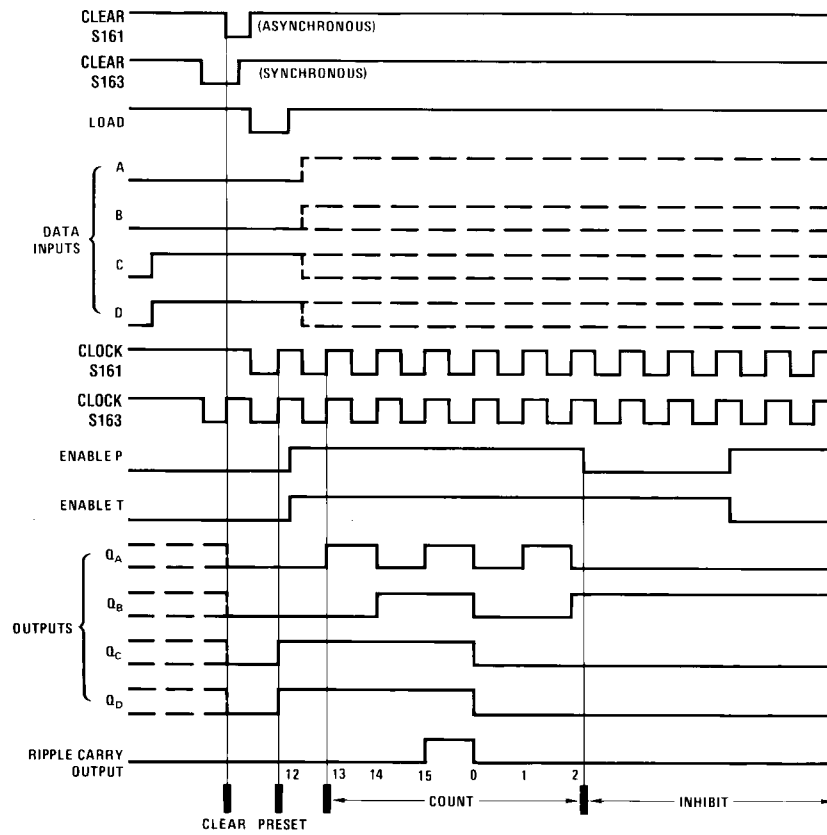 CLEAR
S161
(ASYNCHRONOUS)
CLEAR
S163
(SYNCHRONOUS)
LOAD
A
B
DATA
INPUTS
C
D
CLOCK
S161
CLOCK
S163
ENABLE P
ENABLE T
QA
QB
OUTPUTS
QC
QD
RIPPLE CARRY
OUTPUT
12 13 14 15 0 1 2
COUNT
INHIBIT
CLEAR PRESET